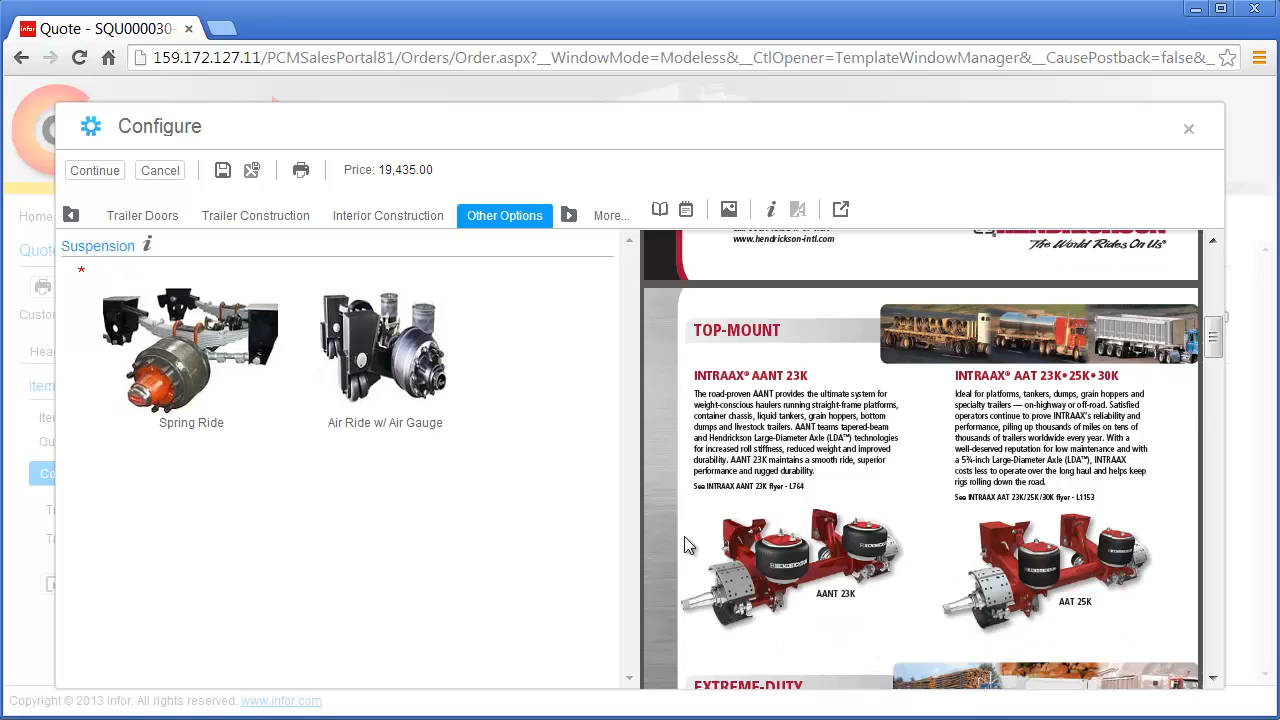 Quote - SQU000030-
159.172.127.11/PCMSalesPortal81/Orders/Order.aspx?__WindowMode=Modeless&__CtlOpener=TemplateWindowManager&__CausePostback=false&_
Configure
Continue Cancel Price: 19,435.00
Trailer Doors Trailer Construction Interior Construction Other Options More...
Home
Quot
Custom
Head
Item
Suspension
*
Spring Ride
Air Ride w/ Air Gauge
www.hendrickson-intl.com
HENDRICKSON
The World Rides On Us®
TOP-MOUNT
INTRAAX® AANT 23K
The road-proven AANT provides the ultimate system for
weight-conscious haulers running straight-frame platforms,
container chassis, liquid tankers, grain hoppers, bottom
dumps and livestock trailers. AANT teams tapered-beam
and Hendrickson Large-Diameter Axle (LDA™) technologies
for increased roll stiffness, reduced weight and improved
durability. AANT 23K maintains a smooth ride, superior
performance and rugged durability.
See INTRAAX AANT 23K flyer - L764
AANT 23K
INTRAAX® AAT 23K•25K•30K
Ideal for platforms, tankers, dumps, grain hoppers and
specialty trailers — on-highway or off-road. Satisfied
operators continue to prove INTRAAX's reliability and
performance, piling up thousands of miles on tens of
thousands of trailers worldwide every year. With a
well-deserved reputation for low maintenance and with
a 5¾-inch Large-Diameter Axle (LDA™), INTRAAX
costs less to operate over the long haul and helps keep
rigs rolling down the road.
See INTRAAX AAT 23K/25K/30K flyer - L1153
AAT 25K
EXTREME-DUTY
Copyright © 2013 Infor. All rights reserved. www.infor.com